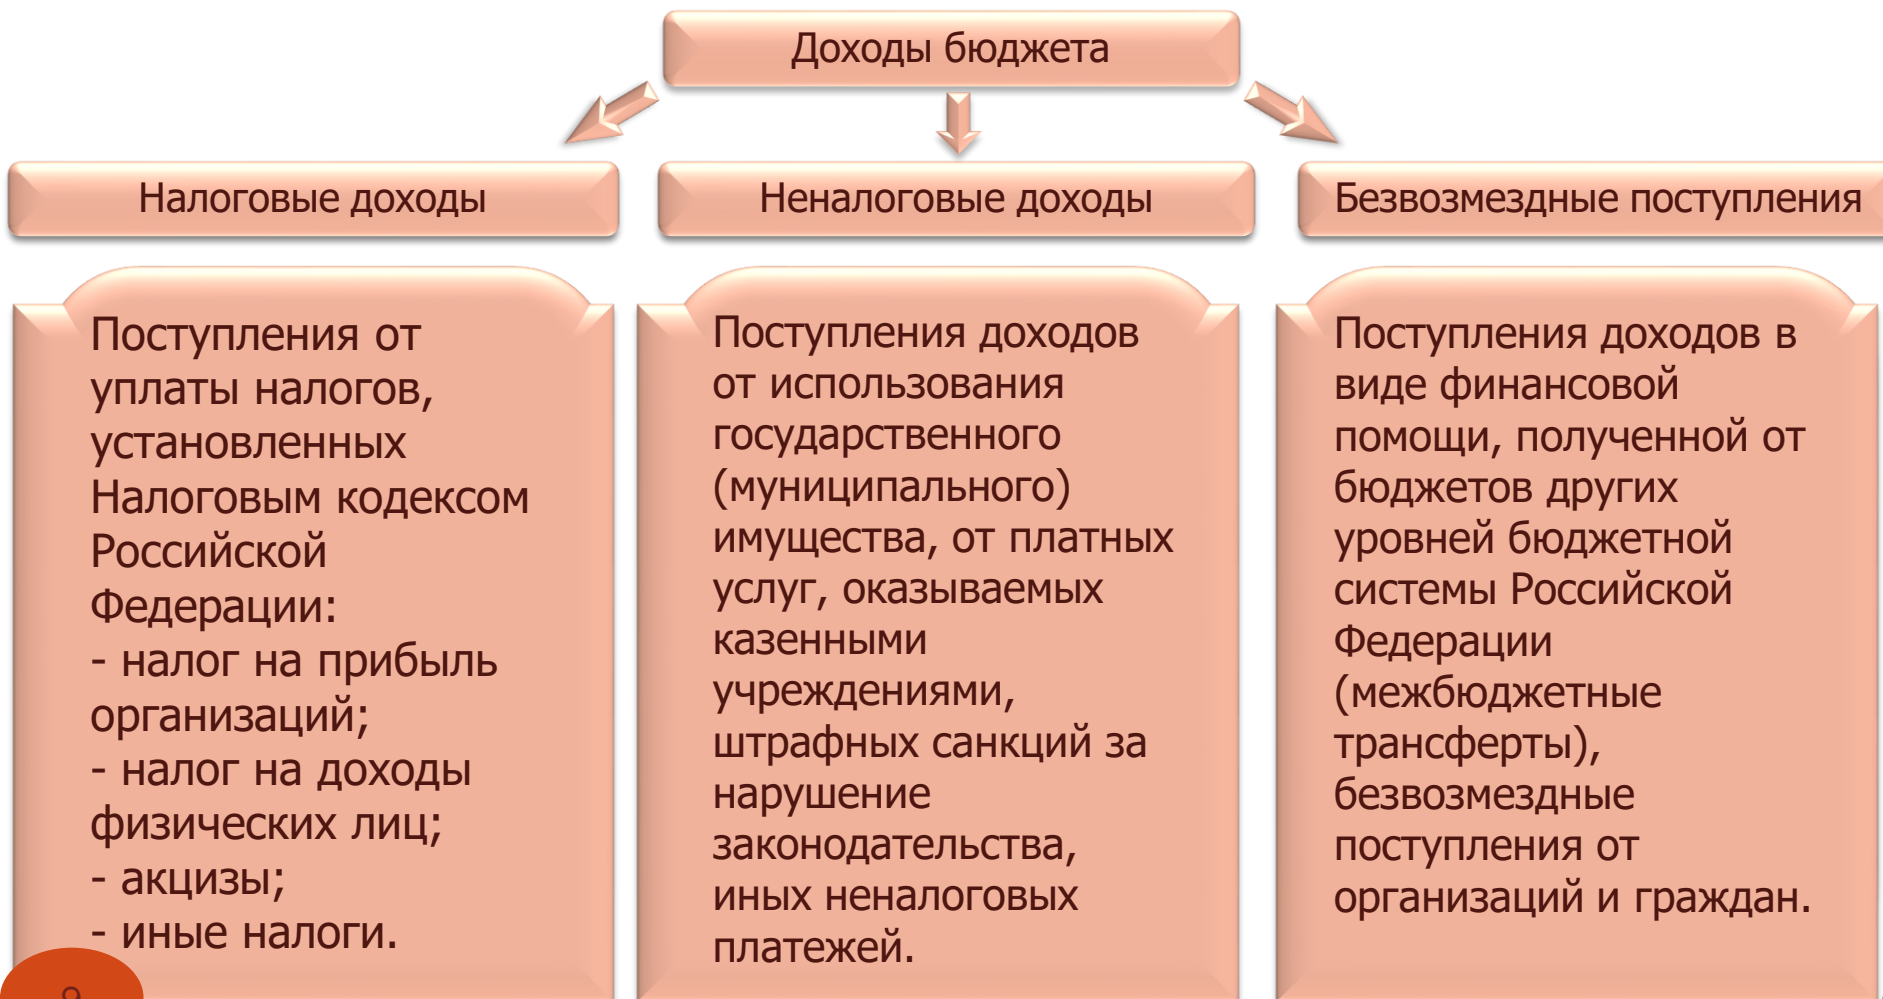 Доходы бюджета
Налоговые доходы
Неналоговые доходы
Безвозмездные поступления
Поступления от
уплаты налогов,
установленных
Налоговым кодексом
Российской
Федерации:
- налог на прибыль
организаций;
- налог на доходы
физических лиц;
- акцизы;
- иные налоги.
Поступления доходов
от использования
государственного
(муниципального)
имущества, от платных
услуг, оказываемых
казенными
учреждениями,
штрафных санкций за
нарушение
законодательства,
иных неналоговых
платежей.
Поступления доходов в
виде финансовой
помощи, полученной от
бюджетов других
уровней бюджетной
системы Российской
Федерации
(межбюджетные
трансферты),
безвозмездные
поступления от
организаций и граждан.